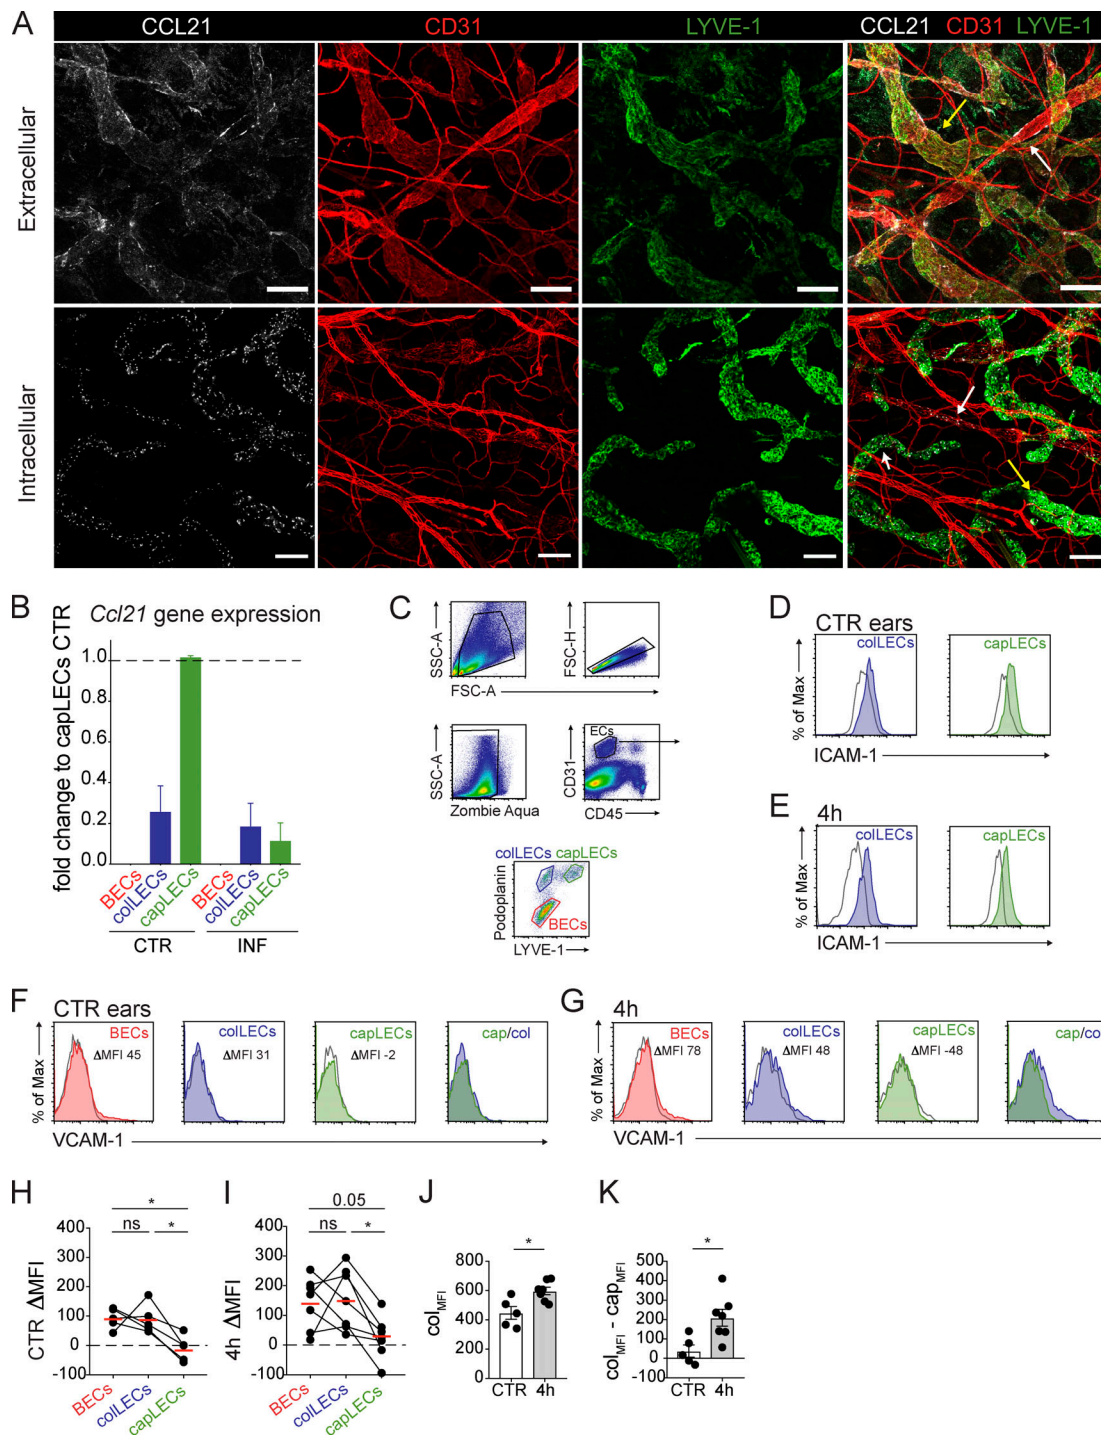 A
CCL21 CD31 LYVE-1 CCL21 CD31 LYVE-1
Extracellular
Intracellular
B
Ccl21 gene expression
fold change to capLECs CTR
1.0
0.8
0.6
0.4
0.2
0.0
BECs colLECs capLECs BECs colLECs capLECs
CTR INF
C
SSC-A
FSC-A
FSC-H
SSC-A
Zombie Aqua
ECs
CD31
CD45
colLECs capLECs
Podoplanin
BECs
LYVE-1
D
CTR ears
colLECs capLECs
% of Max
ICAM-1
E
4h
colLECs capLECs
% of Max
ICAM-1
F
CTR ears
BECs colLECs capLECs cap/col
ΔMFI 45 ΔMFI 31 ΔMFI -2
% of Max
VCAM-1
G
4h
BECs colLECs capLECs cap/col
ΔMFI 78 ΔMFI 48 ΔMFI -48
% of Max
VCAM-1
H
*
ns *
CTR ΔMFI
400
300
200
100
0
-100
BECs colLECs capLECs
I
0.05
ns *
4h ΔMFI
400
300
200
100
0
-100
BECs colLECs capLECs
J
*
colMFI
800
600
400
200
0
CTR 4h
K
*
colMFI - capMFI
500
400
300
200
100
0
-100
CTR 4h